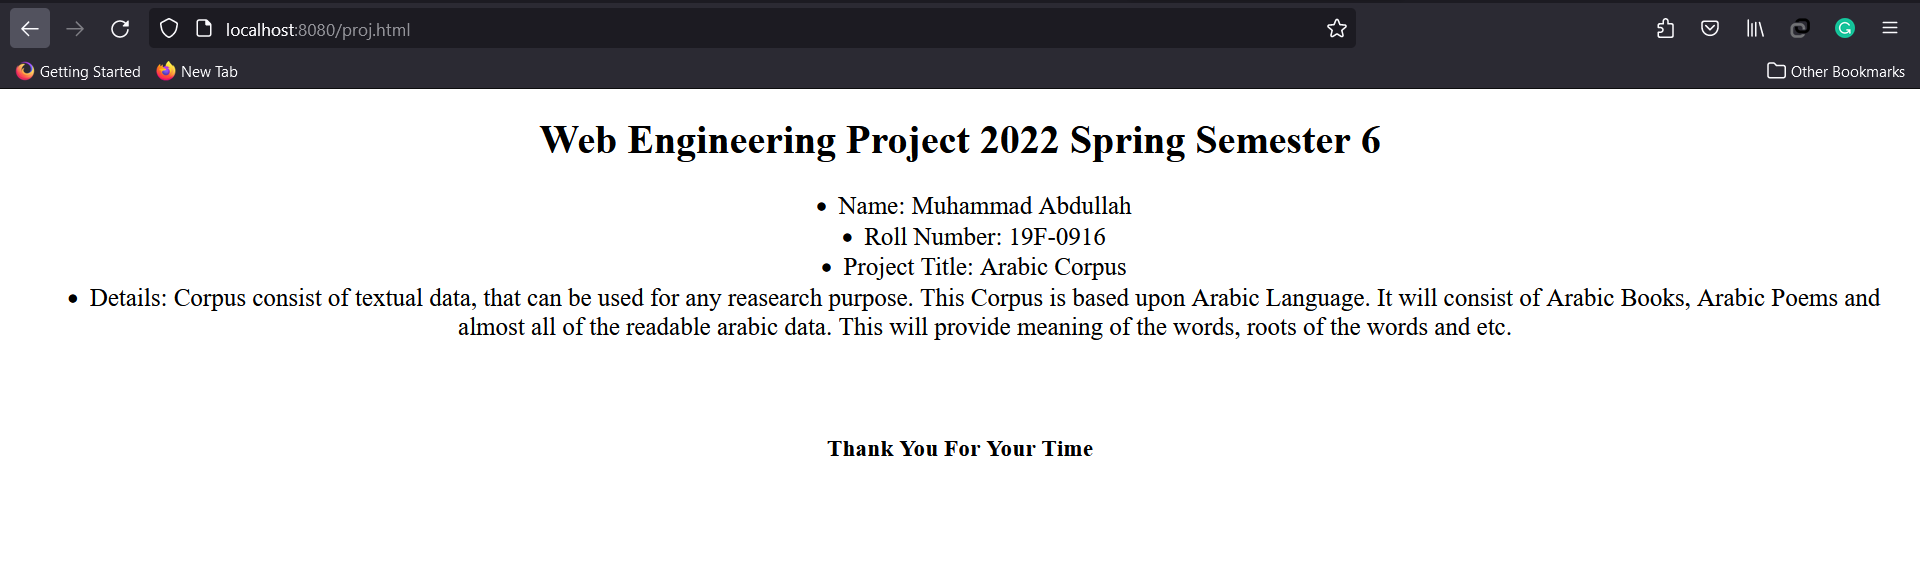 localhost:8080/proj.html
Getting Started
New Tab
Other Bookmarks
Web Engineering Project 2022 Spring Semester 6
• Name: Muhammad Abdullah
• Roll Number: 19F-0916
• Project Title: Arabic Corpus
• Details: Corpus consist of textual data, that can be used for any reasearch purpose. This Corpus is based upon Arabic Language. It will consist of Arabic Books, Arabic Poems and
almost all of the readable arabic data. This will provide meaning of the words, roots of the words and etc.
Thank You For Your Time